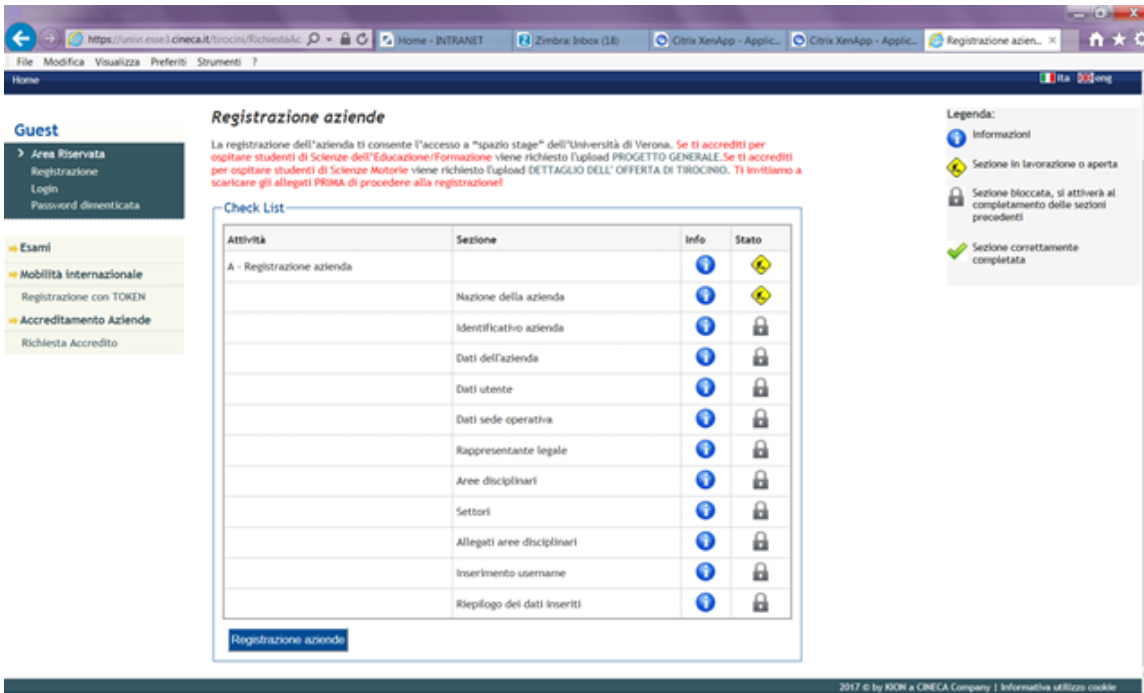 https://univr.esse3.cineca.it/tirocini/RichiestaAc
Home - INTRANET
Zimbra: Inbox (18)
Citrix XenApp - Applic...
Citrix XenApp - Applic...
Registrazione azien...
File Modifica Visualizza Preferiti Strumenti ?
Home
ita
eng
Guest
Area Riservata
Registrazione
Login
Password dimenticata
Esami
Mobilità internazionale
Registrazione con TOKEN
Accreditamento Aziende
Richiesta Accredito
Registrazione aziende
La registrazione dell'azienda ti consente l'accesso a "spazio stage" dell'Università di Verona. Se ti accrediti per
ospitare studenti di Scienze dell'Educazione/Formazione viene richiesto l'upload PROGETTO GENERALE.Se ti accrediti
per ospitare studenti di Scienze Motorie viene richiesto l'upload DETTAGLIO DELL' OFFERTA DI TIROCINIO. Ti invitiamo a
scaricare gli allegati PRIMA di procedere alla registrazione!
Check List
Attività Sezione Info Stato
A - Registrazione azienda
Nazione della azienda
Identificativo azienda
Dati dell'azienda
Dati utente
Dati sede operativa
Rappresentante legale
Aree disciplinari
Settori
Allegati aree disciplinari
Inserimento username
Riepilogo dei dati inseriti
Registrazione aziende
Legenda:
Informazioni
Sezione in lavorazione o aperta
Sezione bloccata, si attiverà al
completamento delle sezioni
precedenti
Sezione correttamente
completata
2017 © by KION a CINECA Company | Informativa utilizzo cookie